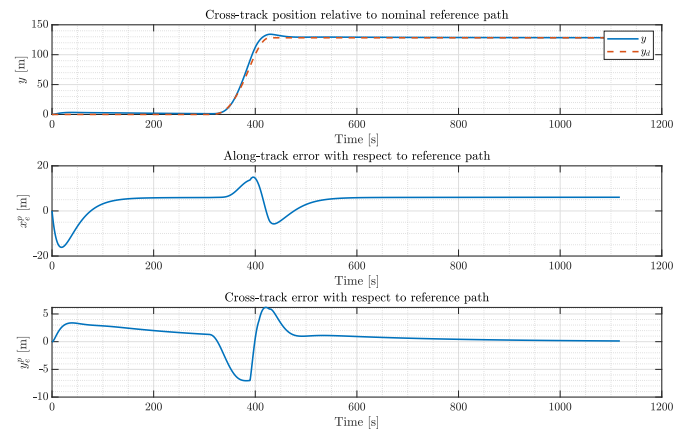 Cross-track position relative to nominal reference path
150
100
50
0
y [m]
y
y_d
0 200 400 600 800 1000 1200
Time [s]
Along-track error with respect to reference path
20
0
-20
x_e^p [m]
0 200 400 600 800 1000 1200
Time [s]
Cross-track error with respect to reference path
5
0
-5
-10
y_e^p [m]
0 200 400 600 800 1000 1200
Time [s]